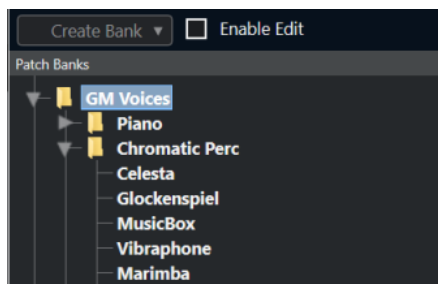 Create Bank Enable Edit
Patch Banks
GM Voices
Piano
Chromatic Perc
Celesta
Glockenspiel
MusicBox
Vibraphone
Marimba